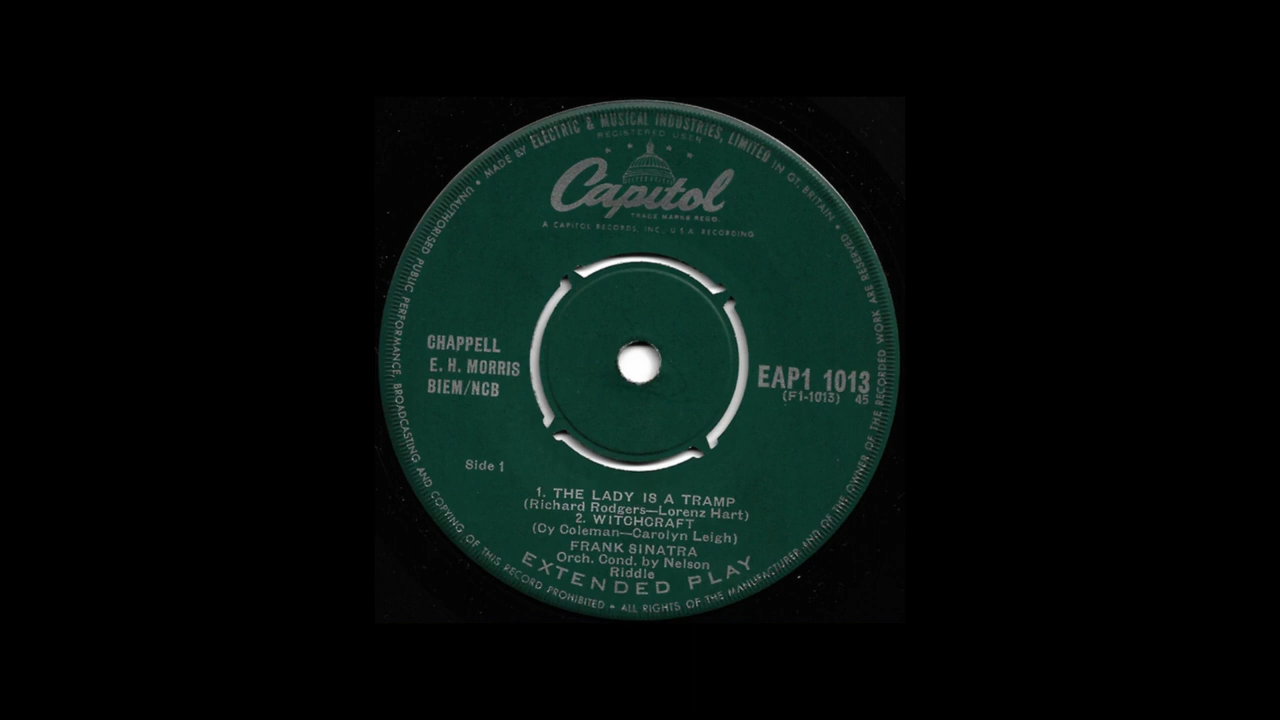 MADE BY ELECTRIC & MUSICAL INDUSTRIES, LIMITED IN GT. BRITAIN • UNAUTHORISED PUBLIC PERFORMANCE, BROADCASTING AND COPYING OF THIS RECORD PROHIBITED • ALL RIGHTS OF THE MANUFACTURER AND OF THE OWNER OF THE RECORDED WORK ARE RESERVED •
REGISTERED USER
Capitol
TRADE MARKS REGD.
A CAPITOL RECORDS, INC., U.S.A. RECORDING
CHAPPELL
E. H. MORRIS
BIEM/NCB
EAP1 1013
(F1-1013) 45
Side 1
1. THE LADY IS A TRAMP
(Richard Rodgers—Lorenz Hart)
2. WITCHCRAFT
(Cy Coleman—Carolyn Leigh)
FRANK SINATRA
Orch. Cond. by Nelson
Riddle
EXTENDED PLAY